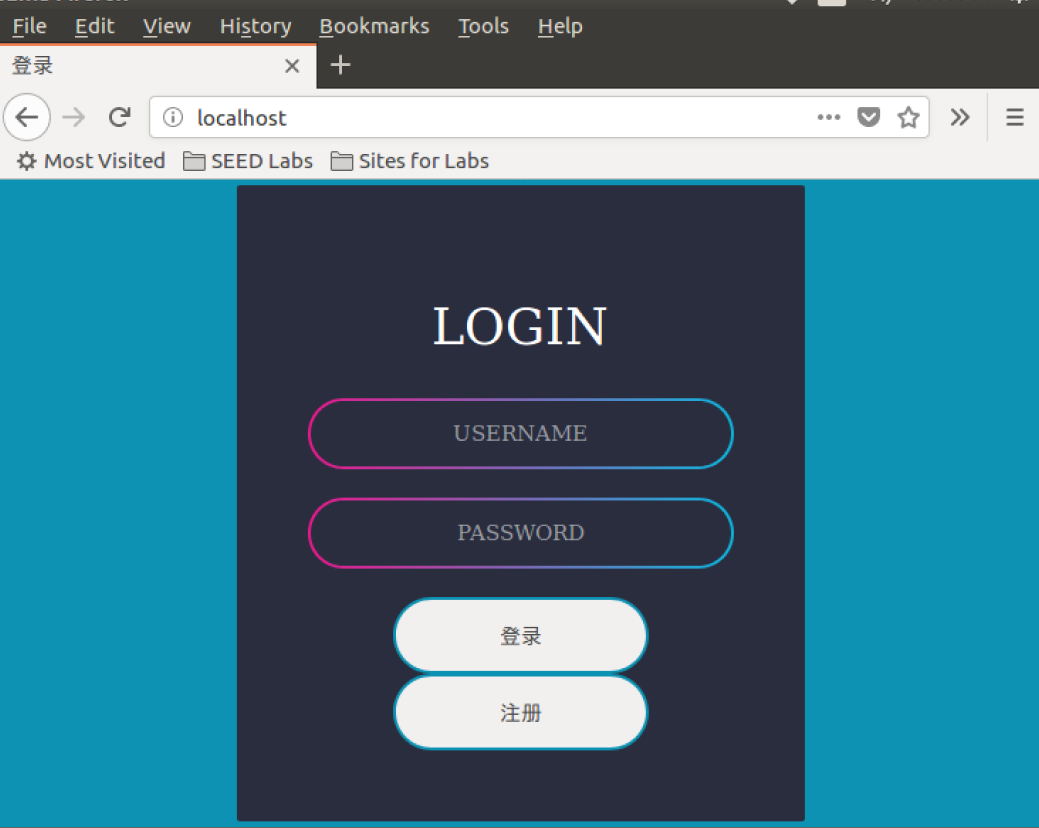 File Edit View History Bookmarks Tools Help
登录
localhost
Most Visited SEED Labs Sites for Labs
LOGIN
USERNAME
PASSWORD
登录
注册